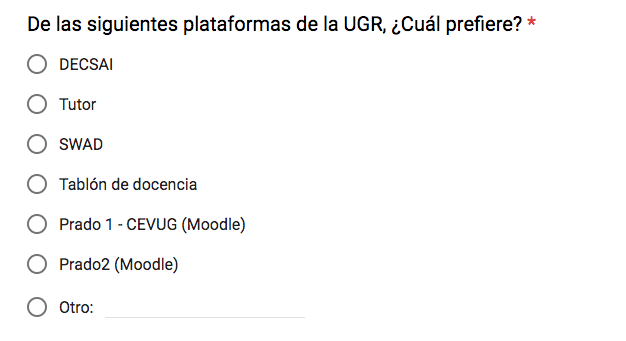 De las siguientes plataformas de la UGR, ¿Cuál prefiere? *
DECSAI
Tutor
SWAD
Tablón de docencia
Prado 1 - CEVUG (Moodle)
Prado2 (Moodle)
Otro: